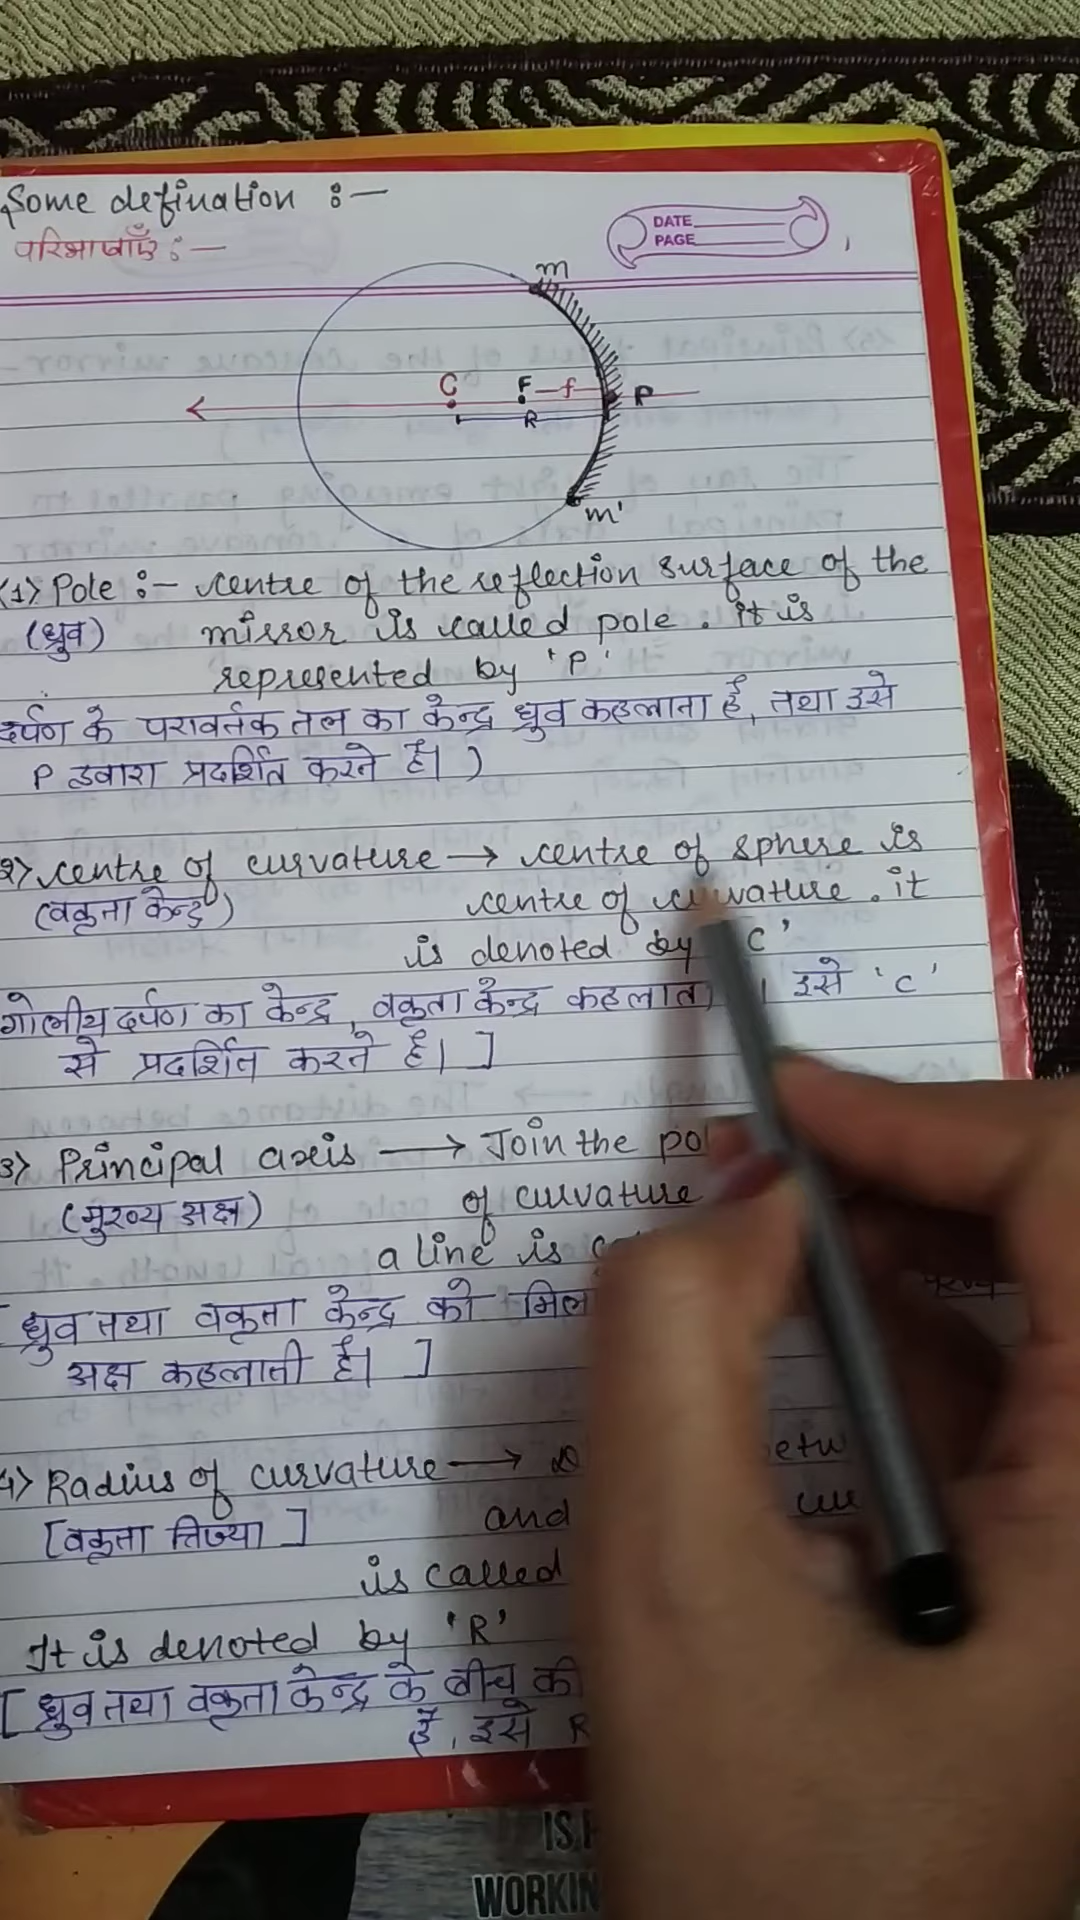 Some defination :-
परिभाषाएँ :-
DATE
PAGE
m
C F f P
R
m'
(1) Pole :- centre of the reflection surface of the
(ध्रुव) mirror is called pole. it is
represented by 'P'
दर्पण के परावर्तक तल का केन्द्र ध्रुव कहलाता है, तथा उसे
P द्वारा प्रदर्शित करते है। )
2) centre of curvature → centre of sphere is
(वक्रता केन्द्र) centre of curvature. it
is denoted by C'
गोलीय दर्पण का केन्द्र, वक्रता केन्द्र कहलाता । इसे 'C'
से प्रदर्शित करते है। ]
3) Principal axis → Join the
(मुख्य अक्ष) of curvature
a line is
ध्रुव तथा वक्रता केन्द्र को
अक्ष कहलाती है। ]
4) Radius of curvature →
[वक्रता त्रिज्या ] and
is called
It is denoted by 'R'
[ ध्रुव तथा वक्रता केन्द्र के बीच की
है, इसे R
WORKIN